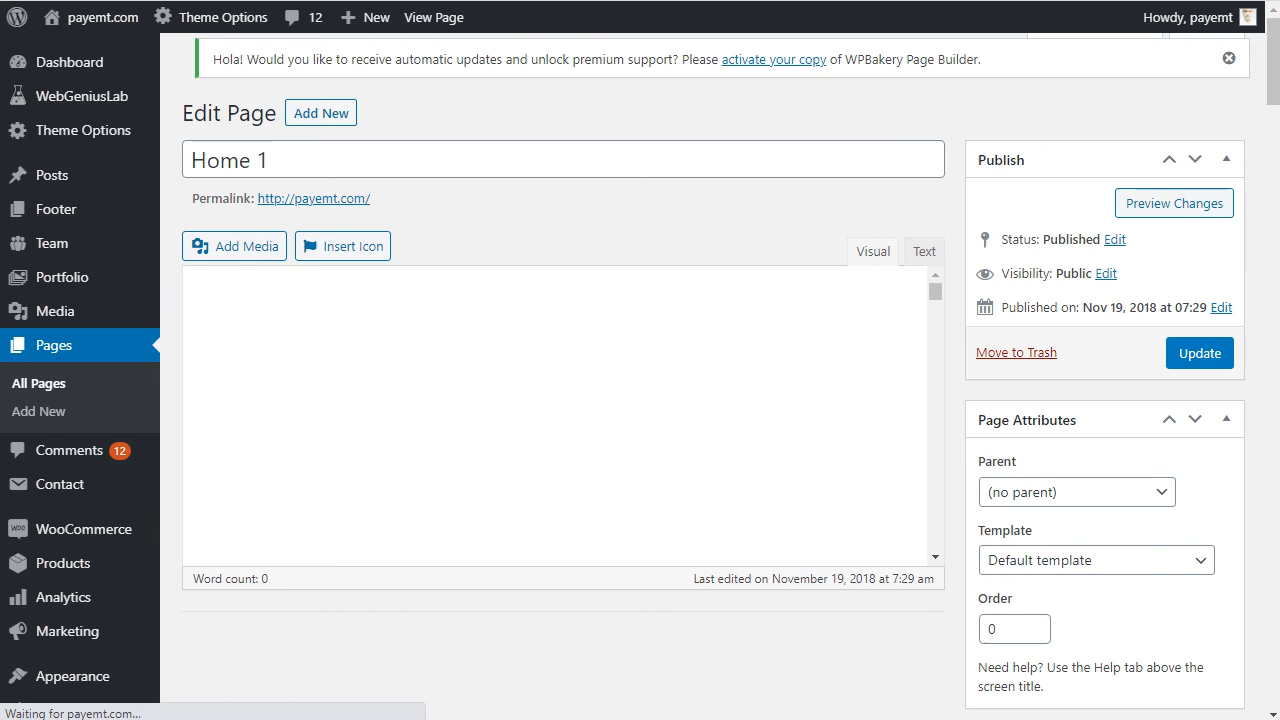 payemt.com Theme Options 12 New View Page Howdy, payemt
Dashboard
WebGeniusLab
Theme Options
Posts
Footer
Team
Portfolio
Media
Pages
All Pages
Add New
Comments 12
Contact
WooCommerce
Products
Analytics
Marketing
Appearance
Hola! Would you like to receive automatic updates and unlock premium support? Please activate your copy of WPBakery Page Builder.
Edit Page Add New
Home 1
Permalink: http://payemt.com/
Add Media Insert Icon Visual Text
Word count: 0 Last edited on November 19, 2018 at 7:29 am
Publish
Preview Changes
Status: Published Edit
Visibility: Public Edit
Published on: Nov 19, 2018 at 07:29 Edit
Move to Trash Update
Page Attributes
Parent
(no parent)
Template
Default template
Order
0
Need help? Use the Help tab above the
screen title.
Waiting for payemt.com...